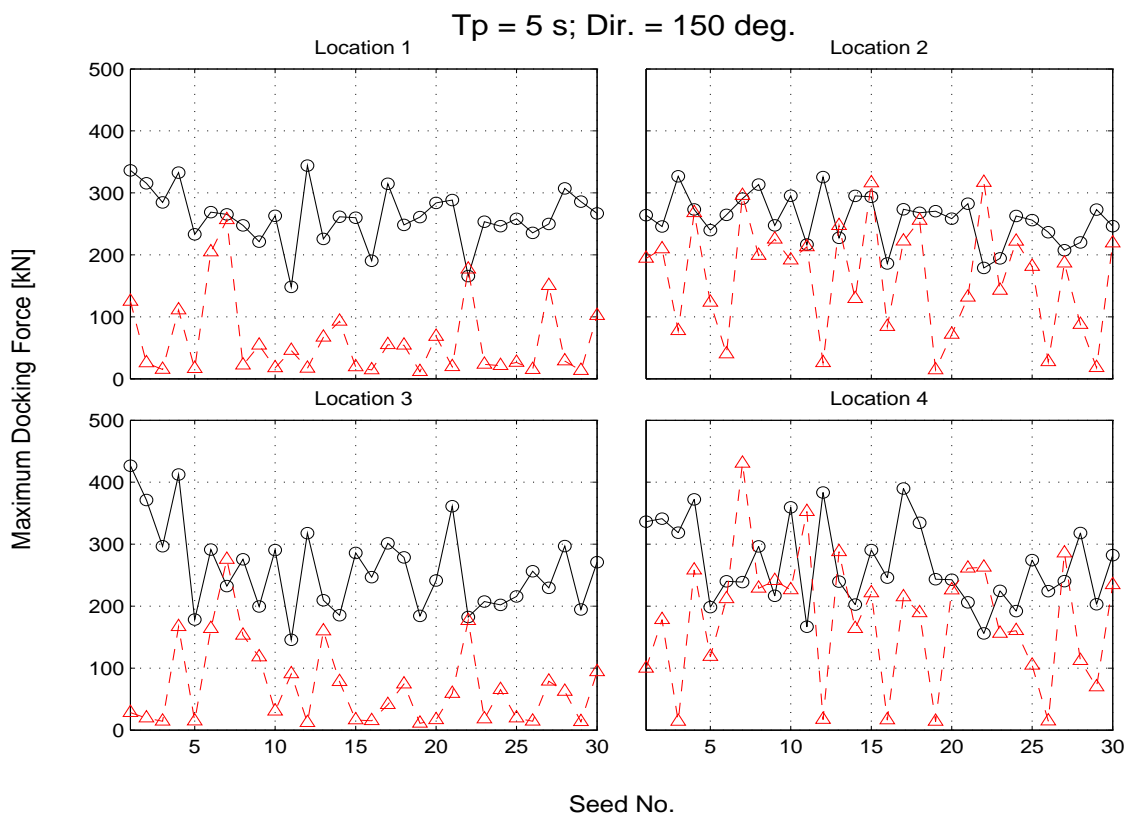 Tp = 5 s; Dir. = 150 deg.
Location 1
Location 2
500
400
300
200
100
0
Location 3
Location 4
500
400
300
200
100
0
5 10 15 20 25 30
5 10 15 20 25 30
Maximum Docking Force [kN]
Seed No.